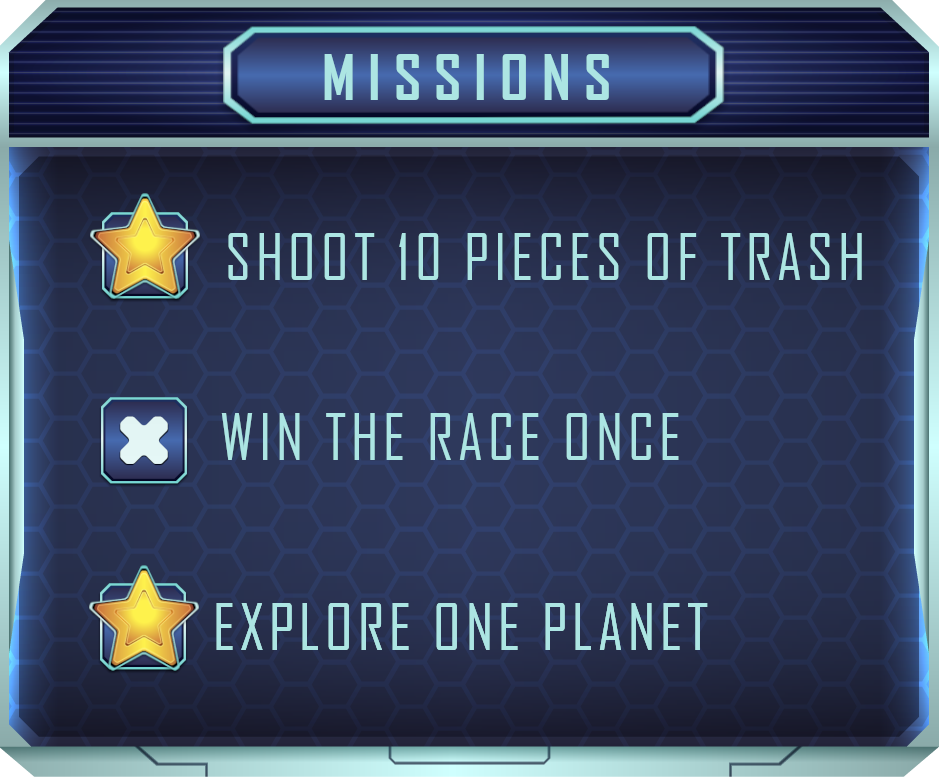 MISSIONS
SHOOT 10 PIECES OF TRASH
WIN THE RACE ONCE
EXPLORE ONE PLANET